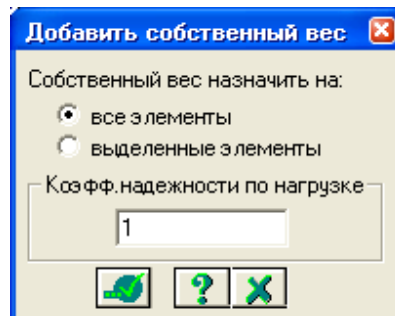 Добавить собственный вес
Собственный вес назначить на:
все элементы
выделенные элементы
Коэфф.надежности по нагрузке
1
?